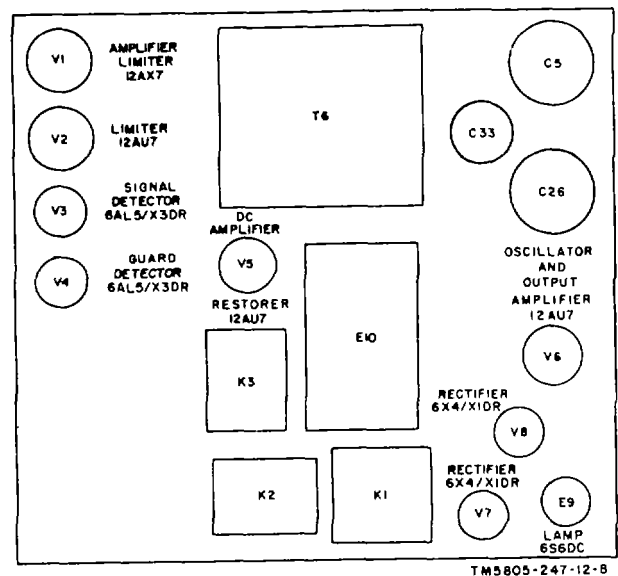 V1
AMPLIFIER
LIMITER
12AX7
V2
LIMITER
12AU7
V3
SIGNAL
DETECTOR
6AL5/X3DR
V4
GUARD
DETECTOR
6AL5/X3DR
T6
C5
C33
C26
DC
AMPLIFIER
V5
RESTORER
12AU7
E10
OSCILLATOR
AND
OUTPUT
AMPLIFIER
12AU7
V6
K3
RECTIFIER
6X4/X1DR
V8
K2
K1
RECTIFIER
6X4/X1DR
V7
E9
LAMP
6S6DC
TM5805-247-12-8